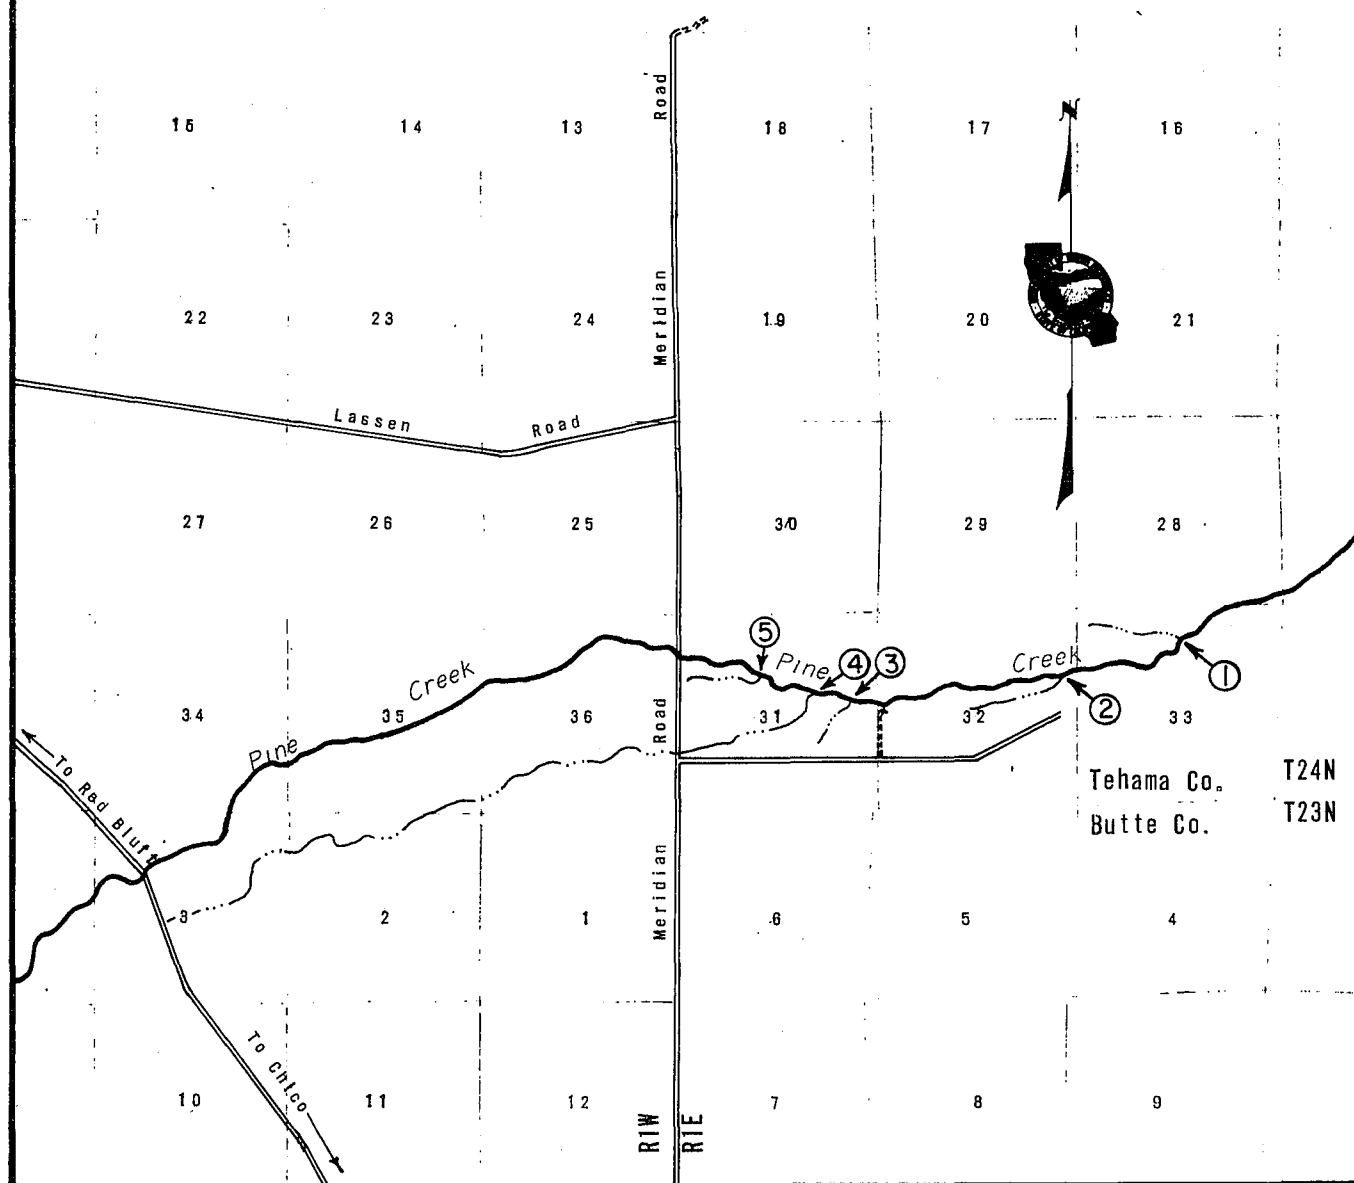 Road
15 14 13 18 17 N 16
Meridian
22 23 24 19 20 21
Lassen Road
27 26 25 30 29 28
5 Pine 4 3 Creek 1
Creek 2
34 35 36 Road 31 32 33
Pine
To Red Bluff
Tehama Co. T24N
Butte Co. T23N
Meridian
3 2 1 6 5 4
To Chico
10 11 12 7 8 9
R1W R1E